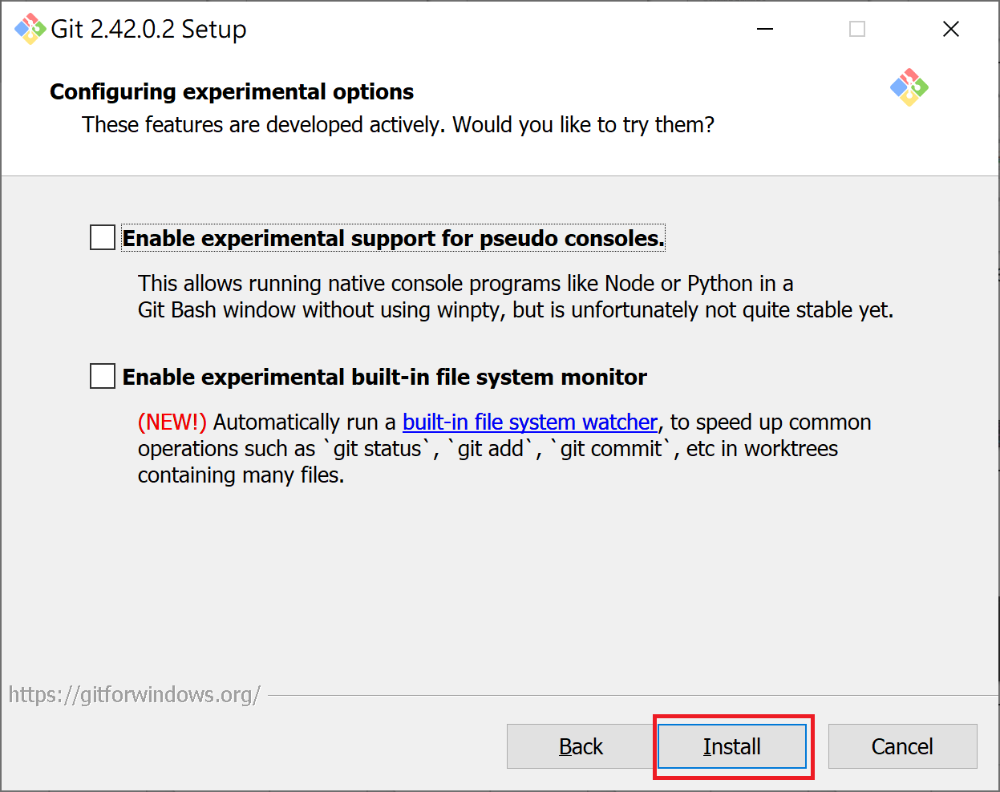 Git 2.42.0.2 Setup
Configuring experimental options
These features are developed actively. Would you like to try them?
Enable experimental support for pseudo consoles.
This allows running native console programs like Node or Python in a
Git Bash window without using winpty, but is unfortunately not quite stable yet.
Enable experimental built-in file system monitor
(NEW!) Automatically run a built-in file system watcher, to speed up common
operations such as `git status`, `git add`, `git commit`, etc in worktrees
containing many files.
https://gitforwindows.org/
Back Install Cancel